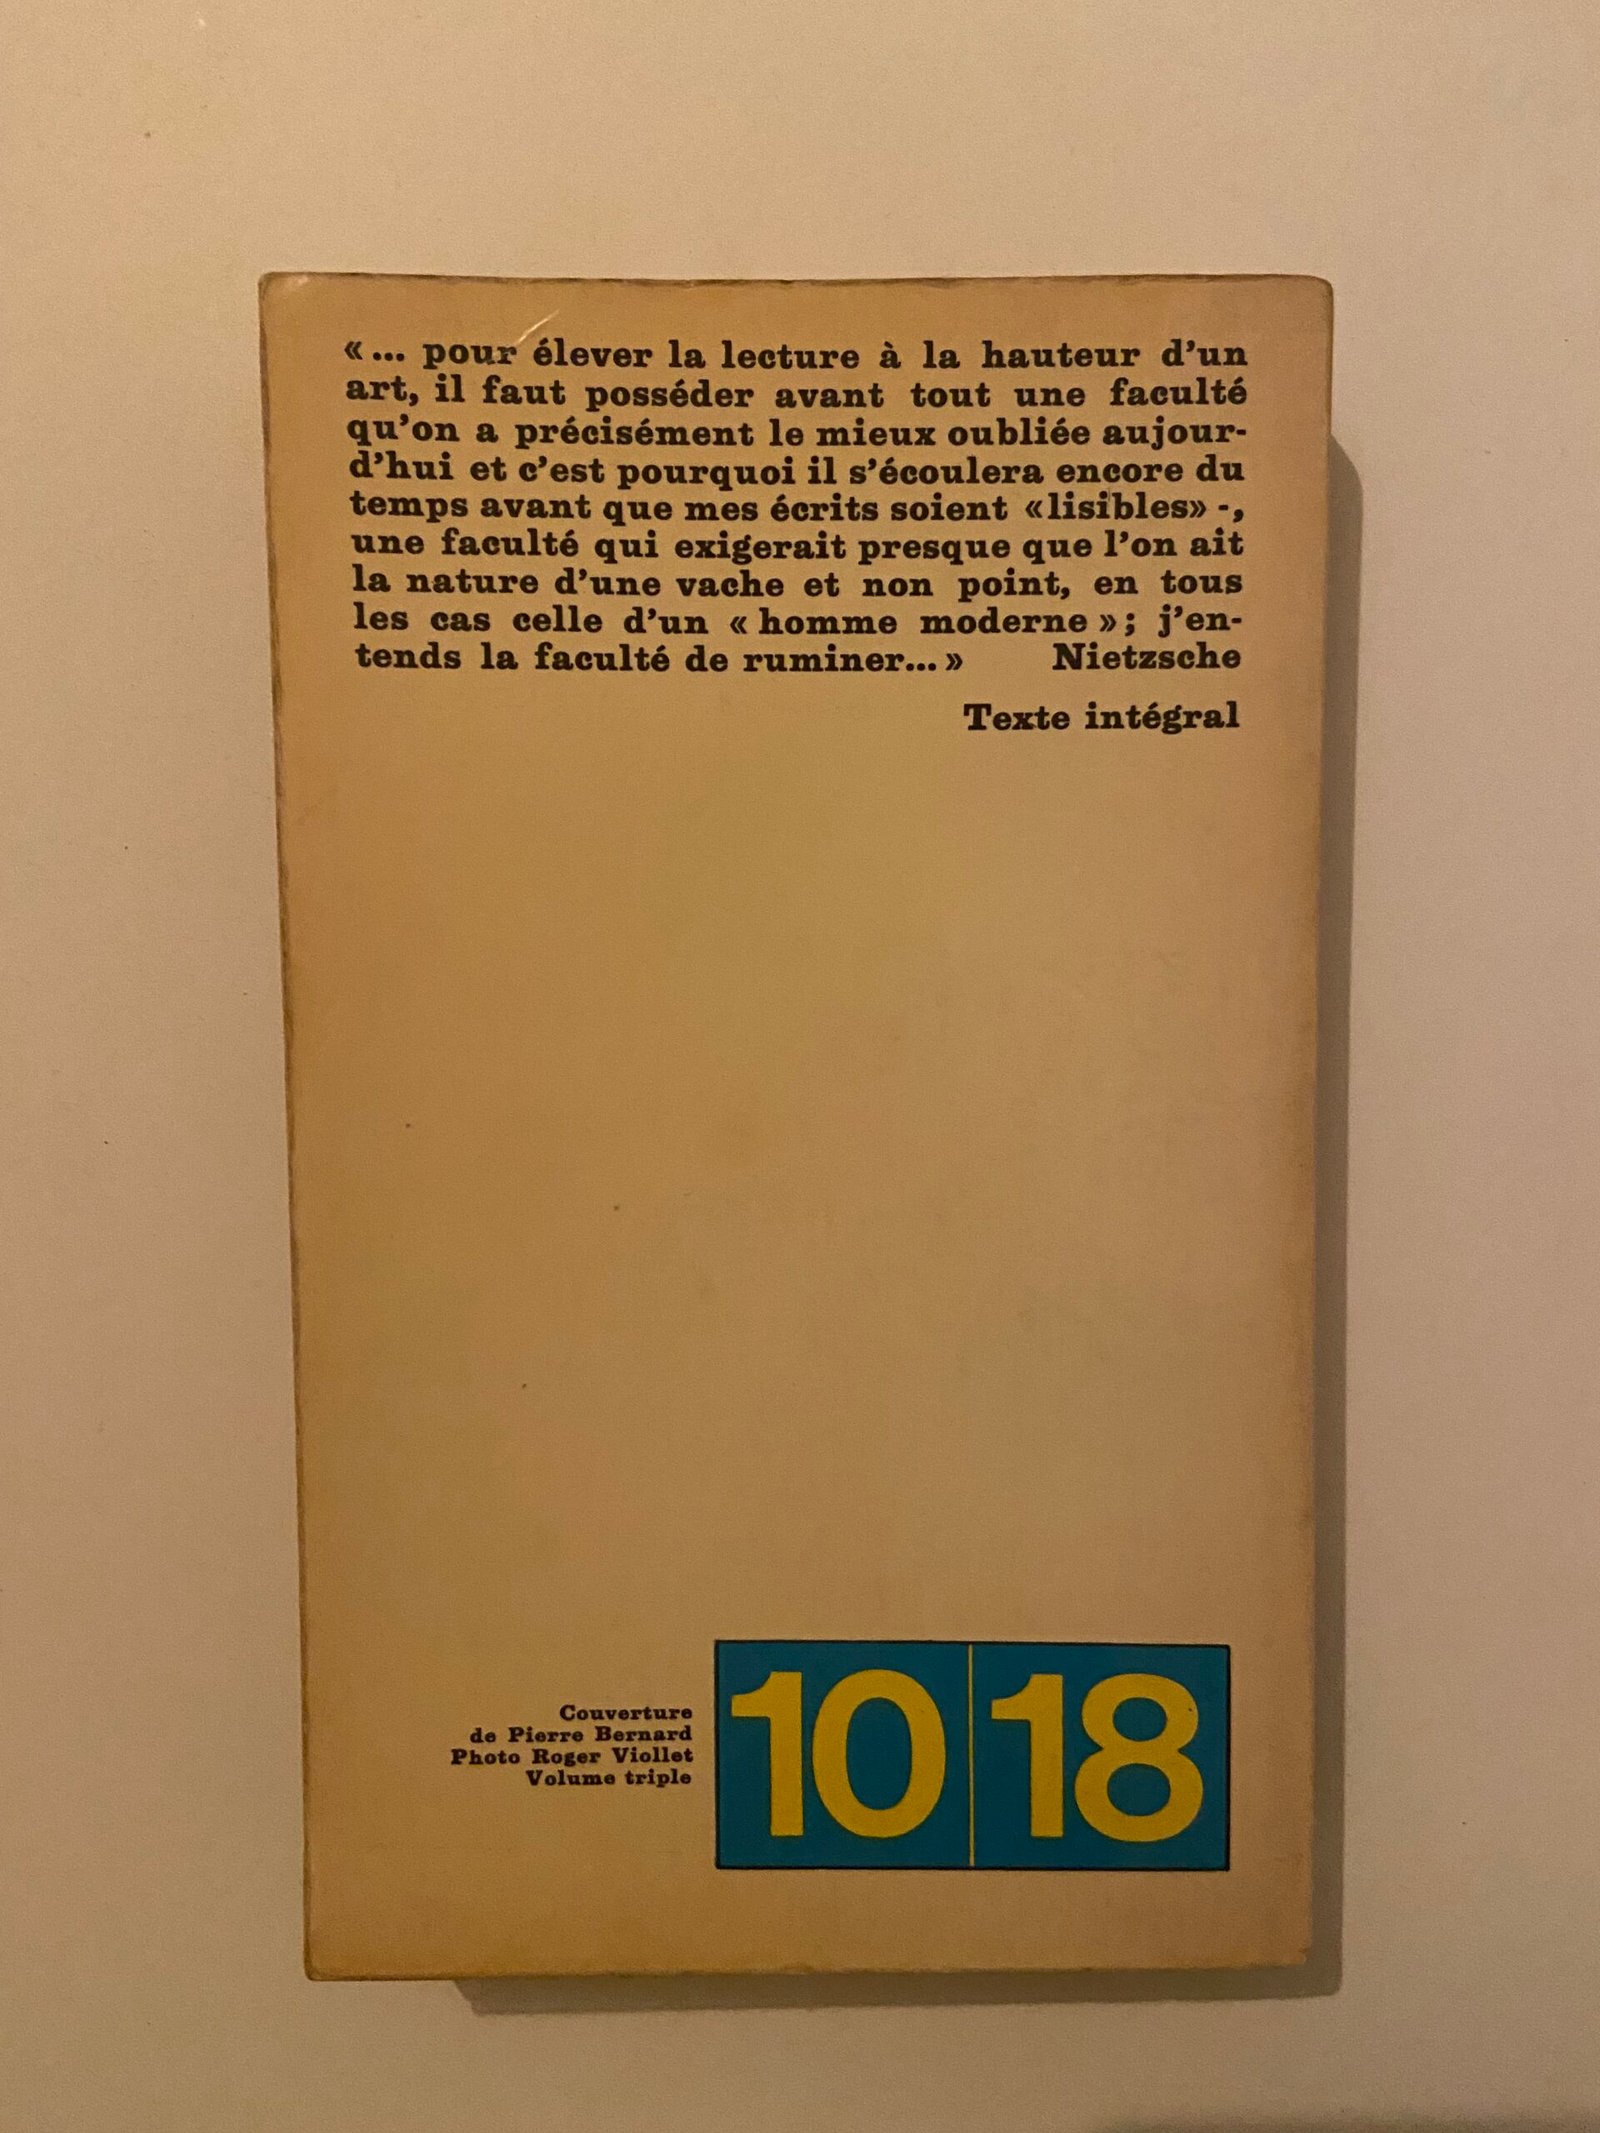 «... pour élever la lecture à la hauteur d'un
art, il faut posséder avant tout une faculté
qu'on a précisément le mieux oubliée aujour-
d'hui et c'est pourquoi il s'écoulera encore du
temps avant que mes écrits soient «lisibles» -,
une faculté qui exigerait presque que l'on ait
la nature d'une vache et non point, en tous
les cas celle d'un « homme moderne » ; j'en-
tends la faculté de ruminer... » Nietzsche
Texte intégral
Couverture
de Pierre Bernard
Photo Roger Viollet
Volume triple
10 18